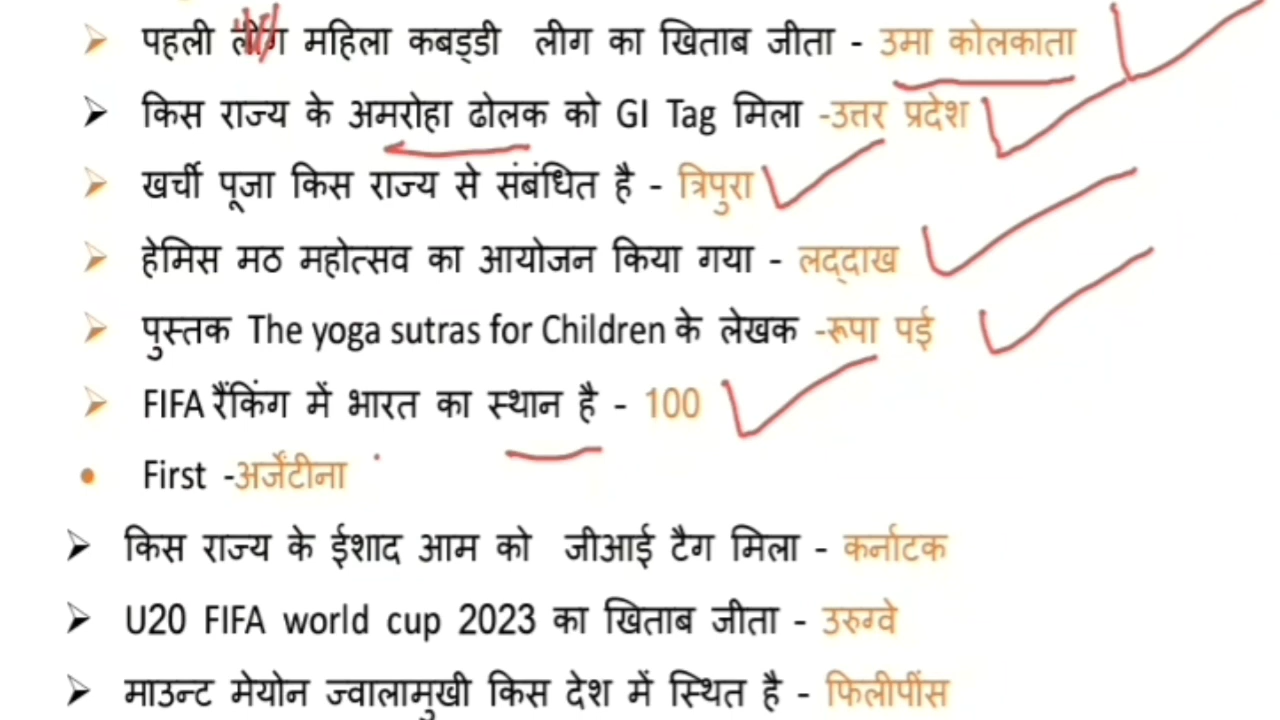 पहली लीग महिला कबड्डी लीग का खिताब जीता - उमा कोलकाता
किस राज्य के अमरोहा ढोलक को GI Tag मिला -उत्तर प्रदेश
खर्ची पूजा किस राज्य से संबंधित है - त्रिपुरा
हेमिस मठ महोत्सव का आयोजन किया गया - लद्दाख
पुस्तक The yoga sutras for Children के लेखक -रूपा पई
FIFA रैंकिंग में भारत का स्थान है - 100
First -अर्जेंटीना
किस राज्य के ईशाद आम को जीआई टैग मिला - कर्नाटक
U20 FIFA world cup 2023 का खिताब जीता - उरुग्वे
माउन्ट मेयोन ज्वालामुखी किस देश में स्थित है - फिलीपींस